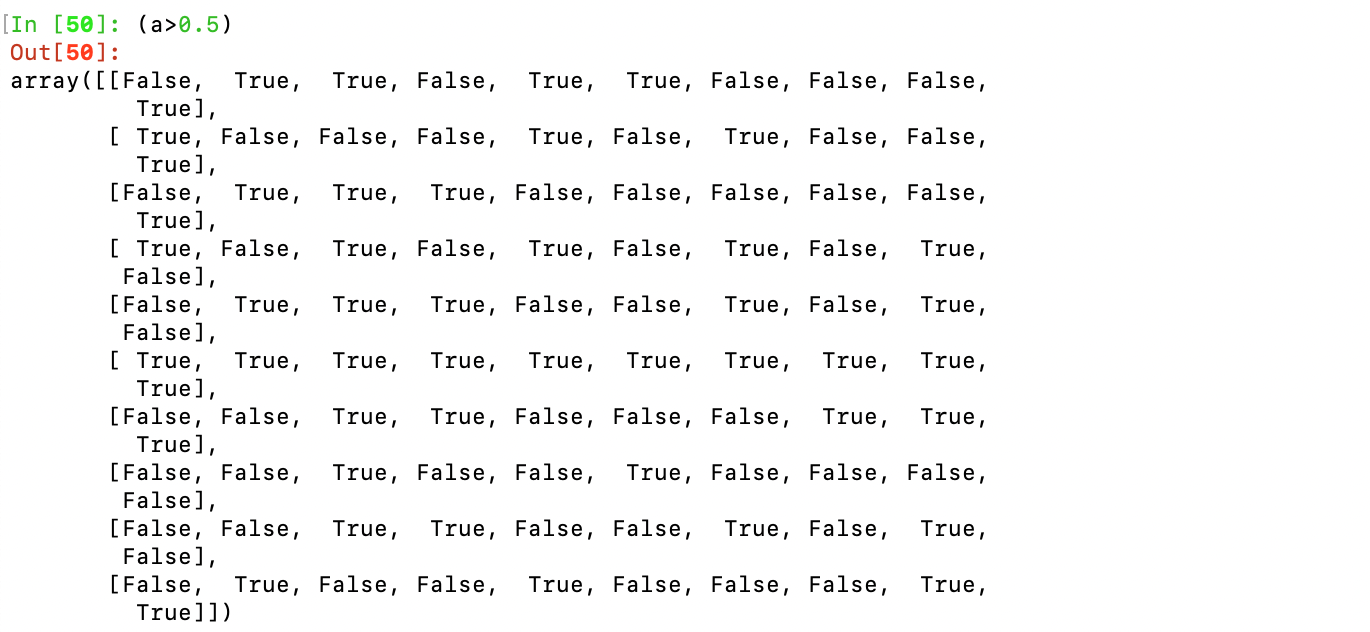 [In [50]: (a>0.5)
Out[50]:
array([[False,  True,  True, False,  True,  True, False, False, False,
         True],
       [ True, False, False, False,  True, False,  True, False, False,
         True],
       [False,  True,  True,  True, False, False, False, False, False,
         True],
       [ True, False,  True, False,  True, False,  True, False,  True,
        False],
       [False,  True,  True,  True, False, False,  True, False,  True,
        False],
       [ True,  True,  True,  True,  True,  True,  True,  True,  True,
         True],
       [False, False,  True,  True, False, False, False,  True,  True,
         True],
       [False, False,  True, False, False,  True, False, False, False,
        False],
       [False, False,  True,  True, False, False,  True, False,  True,
        False],
       [False,  True, False, False,  True, False, False, False,  True,
         True]])